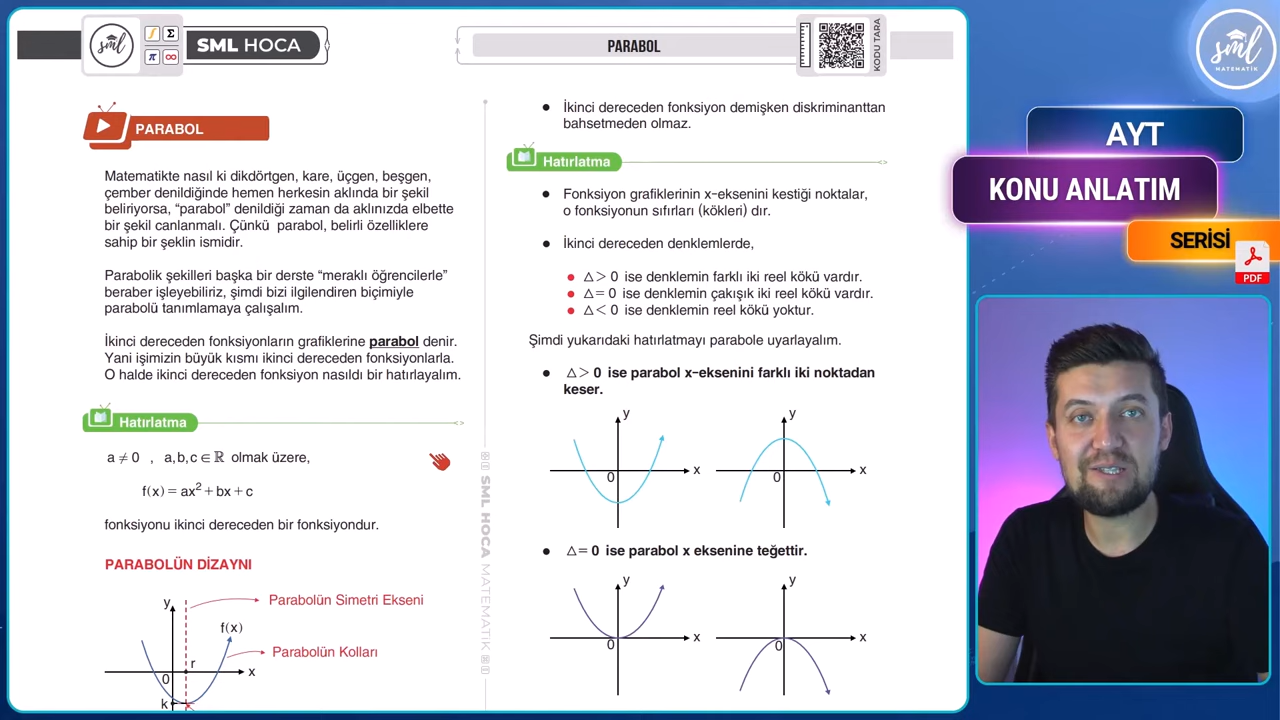 sml
∫ Σ
π ∞
SML HOCA
PARABOL
KODU TARA
PARABOL
Matematikte nasıl ki dikdörtgen, kare, üçgen, beşgen,
çember denildiğinde hemen herkesin aklında bir şekil
beliriyorsa, “parabol” denildiği zaman da aklınızda elbette
bir şekil canlanmalı. Çünkü parabol, belirli özelliklere
sahip bir şeklin ismidir.
Parabolik şekilleri başka bir derste “meraklı öğrencilerle”
beraber işleyebiliriz, şimdi bizi ilgilendiren biçimiyle
parabolü tanımlamaya çalışalım.
İkinci dereceden fonksiyonların grafiklerine parabol denir.
Yani işimizin büyük kısmı ikinci dereceden fonksiyonlarla.
O halde ikinci dereceden fonksiyon nasıldı bir hatırlayalım.
Hatırlatma
a ≠ 0 , a, b, c ∈ ℝ olmak üzere,
f(x) = ax² + bx + c
fonksiyonu ikinci dereceden bir fonksiyondur.
PARABOLÜN DİZAYNI
y
Parabolün Simetri Ekseni
f(x)
Parabolün Kolları
r
0
x
k
SML HOCA MATEMATİK
● İkinci dereceden fonksiyon demişken diskriminanttan
bahsetmeden olmaz.
Hatırlatma
● Fonksiyon grafiklerinin x-eksenini kestiği noktalar,
o fonksiyonun sıfırları (kökleri) dır.
● İkinci dereceden denklemlerde,
● △> 0 ise denklemin farklı iki reel kökü vardır.
● △= 0 ise denklemin çakışık iki reel kökü vardır.
● △< 0 ise denklemin reel kökü yoktur.
Şimdi yukarıdaki hatırlatmayı parabole uyarlayalım.
● △> 0 ise parabol x-eksenini farklı iki noktadan
keser.
y y
0 x 0 x
● △= 0 ise parabol x eksenine teğettir.
y y
0 x 0 x
sml
MATEMATİK
AYT
KONU ANLATIM
SERİSİ
PDF